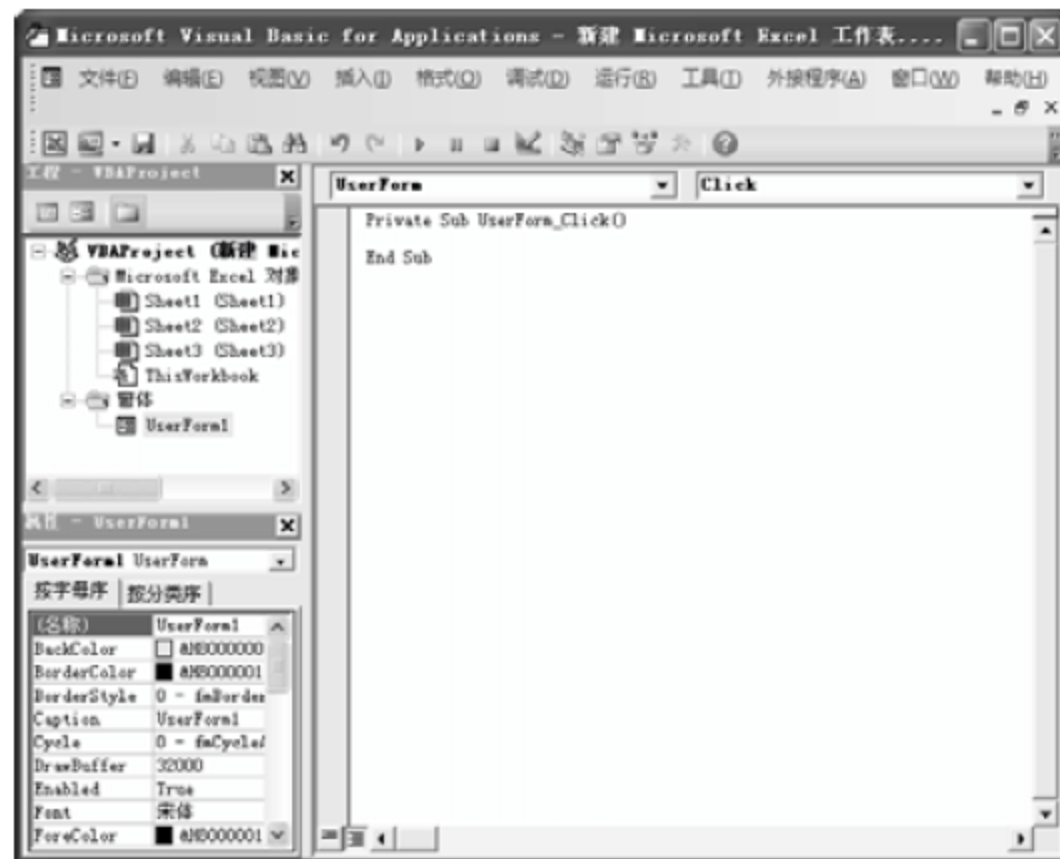 Microsoft Visual Basic for Applications - 新建 Microsoft Excel 工作表....
文件(F) 编辑(E) 视图(V) 插入(I) 格式(O) 调试(D) 运行(R) 工具(T) 外接程序(A) 窗口(W) 帮助(H)
工程 - VBAProject
VBAProject (新建 Mic
Microsoft Excel 对象
Sheet1 (Sheet1)
Sheet2 (Sheet2)
Sheet3 (Sheet3)
ThisWorkbook
窗体
UserForm1
属性 - UserForm1
UserForm1 UserForm
按字母序 按分类序
(名称) UserForm1
BackColor &H8000000
BorderColor &H8000001
BorderStyle 0 - fmBorder
Caption UserForm1
Cycle 0 - fmCycleA
DrawBuffer 32000
Enabled True
Font 宋体
ForeColor &H8000001
UserForm Click
Private Sub UserForm_Click()
End Sub